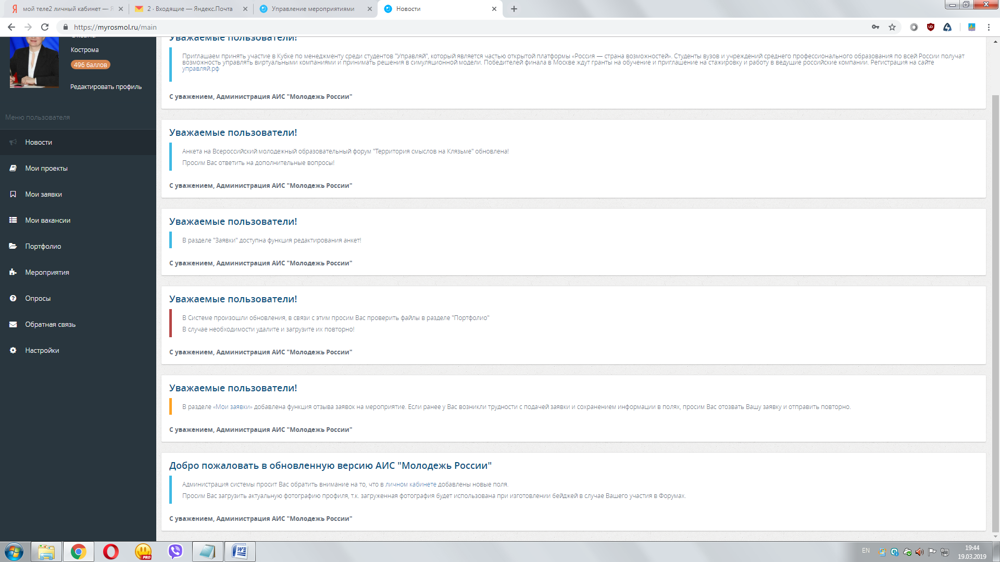 мой теле2 личный кабинет — Я
2 · Входящие — Яндекс.Почта
Управление мероприятиями
Новости
https://myrosmol.ru/main
Кострома
496 баллов
Редактировать профиль
Меню пользователя
Новости
Мои проекты
Мои заявки
Мои вакансии
Портфолио
Мероприятия
Опросы
Обратная связь
Настройки
Уважаемые пользователи!
Приглашаем принять участие в Кубке по менеджменту среди студентов "Управляй", который является частью открытой платформы «Россия — страна возможностей». Студенты вузов и учреждений среднего профессионального образования по всей России получат
возможность управлять виртуальными компаниями и принимать решения в симуляционной модели. Победителей финала в Москве ждут гранты на обучение и приглашение на стажировку и работу в ведущие российские компании. Регистрация на сайте
управляй.рф
С уважением, Администрация АИС "Молодежь России"
Уважаемые пользователи!
Анкета на Всероссийский молодежный образовательный форум "Территория смыслов на Клязьме" обновлена!
Просим Вас ответить на дополнительные вопросы!
С уважением, Администрация АИС "Молодежь России"
Уважаемые пользователи!
В разделе "Заявки" доступна функция редактирования анкет!
С уважением, Администрация АИС "Молодежь России"
Уважаемые пользователи!
В Системе произошли обновления, в связи с этим просим Вас проверить файлы в разделе "Портфолио"
В случае необходимости удалите и загрузите их повторно!
С уважением, Администрация АИС "Молодежь России"
Уважаемые пользователи!
В разделе «Мои заявки» добавлена функция отзыва заявок на мероприятие. Если ранее у Вас возникли трудности с подачей заявки и сохранением информации в полях, просим Вас отозвать Вашу заявку и отправить повторно.
С уважением, Администрация АИС "Молодежь России"
Добро пожаловать в обновленную версию АИС "Молодежь России"
Администрация системы просит Вас обратить внимание на то, что в личном кабинете добавлены новые поля.
Просим Вас загрузить актуальную фотографию профиля, т.к. загруженная фотография будет использована при изготовлении бейджей в случае Вашего участия в Форумах.
С уважением, Администрация АИС "Молодежь России"
PRO
EN
19:44
19.03.2019